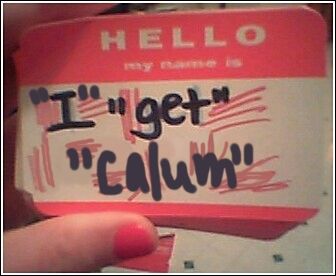 HELLO
my name is
"I" "get"
"Calum"